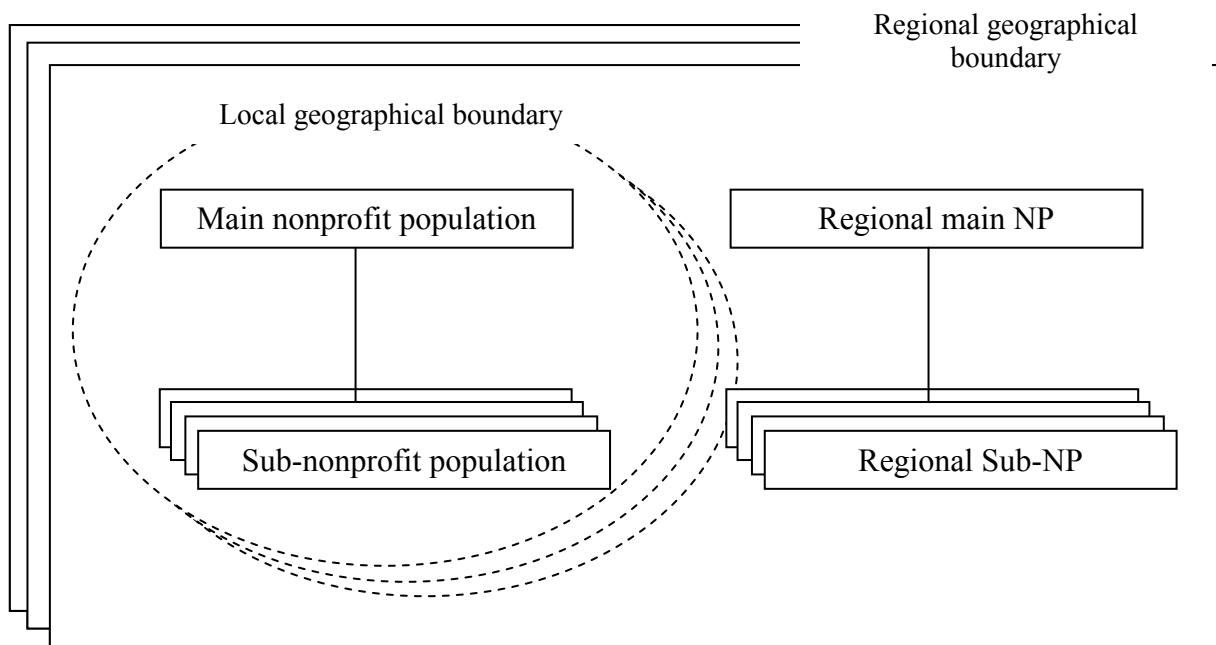 Regional geographical
boundary
Local geographical boundary
Main nonprofit population
Regional main NP
Sub-nonprofit population
Regional Sub-NP